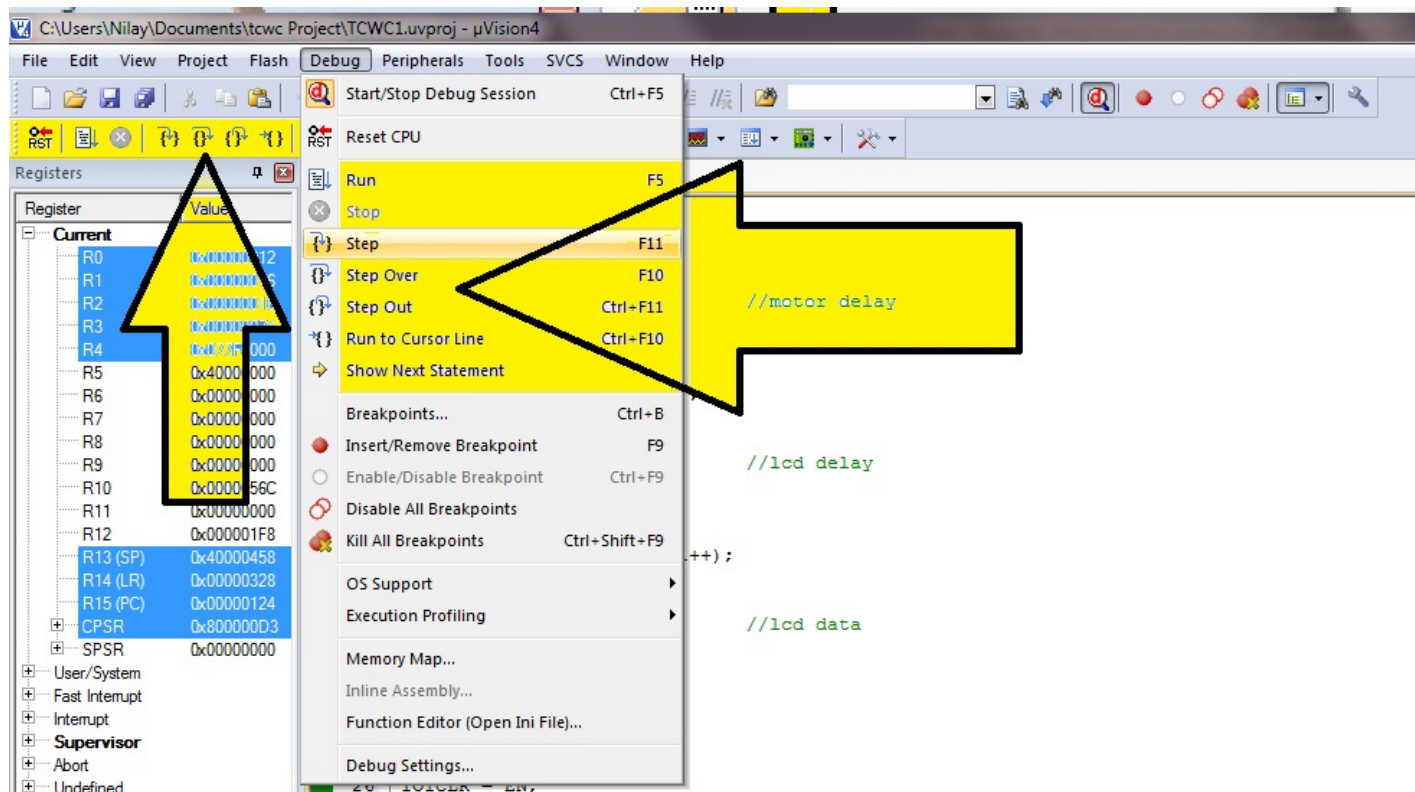 C:\Users\Nilay\Documents\tcwc Project\TCWC1.uvproj - µVision4
File Edit View Project Flash Debug Peripherals Tools SVCS Window Help
Start/Stop Debug Session Ctrl+F5
RST Reset CPU
RST
Run F5
Stop
Step F11
Step Over F10
Step Out Ctrl+F11
Run to Cursor Line Ctrl+F10
Show Next Statement
Breakpoints... Ctrl+B
Insert/Remove Breakpoint F9
Enable/Disable Breakpoint Ctrl+F9
Disable All Breakpoints
Kill All Breakpoints Ctrl+Shift+F9
OS Support
Execution Profiling
Memory Map...
Inline Assembly...
Function Editor (Open Ini File)...
Debug Settings...
Registers
Register Value
Current
R0
R1
R2
R3
R4
R5
R6
R7
R8
R9
R10
R11 0x00000000
R12 0x000001F8
R13 (SP) 0x40000458
R14 (LR) 0x00000328
R15 (PC) 0x00000124
CPSR 0x800000D3
SPSR 0x00000000
User/System
Fast Interrupt
Interrupt
Supervisor
Abort
Undefined
//motor delay
//lcd delay
++);
//lcd data